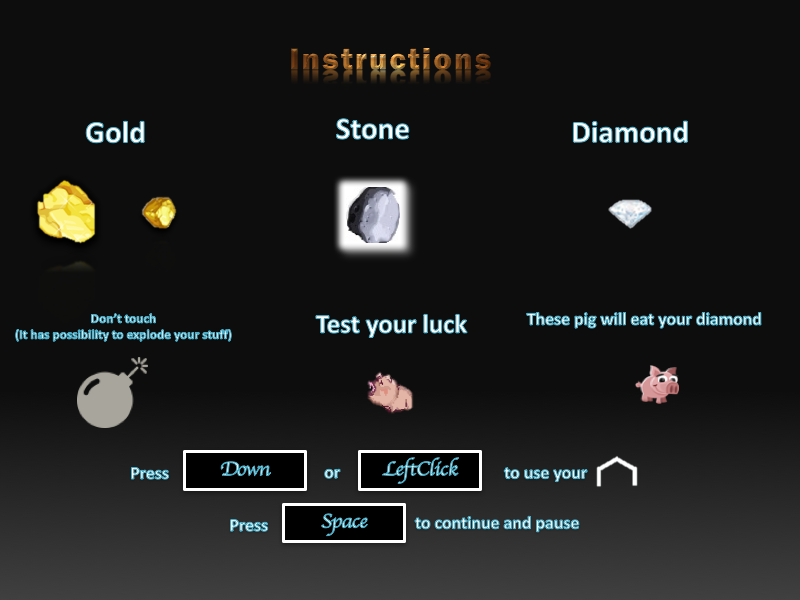 Instructions
Gold
Stone
Diamond
Don't touch
(It has possibility to explode your stuff)
Test your luck
These pig will eat your diamond
Press Down or LeftClick to use your
Press Space to continue and pause